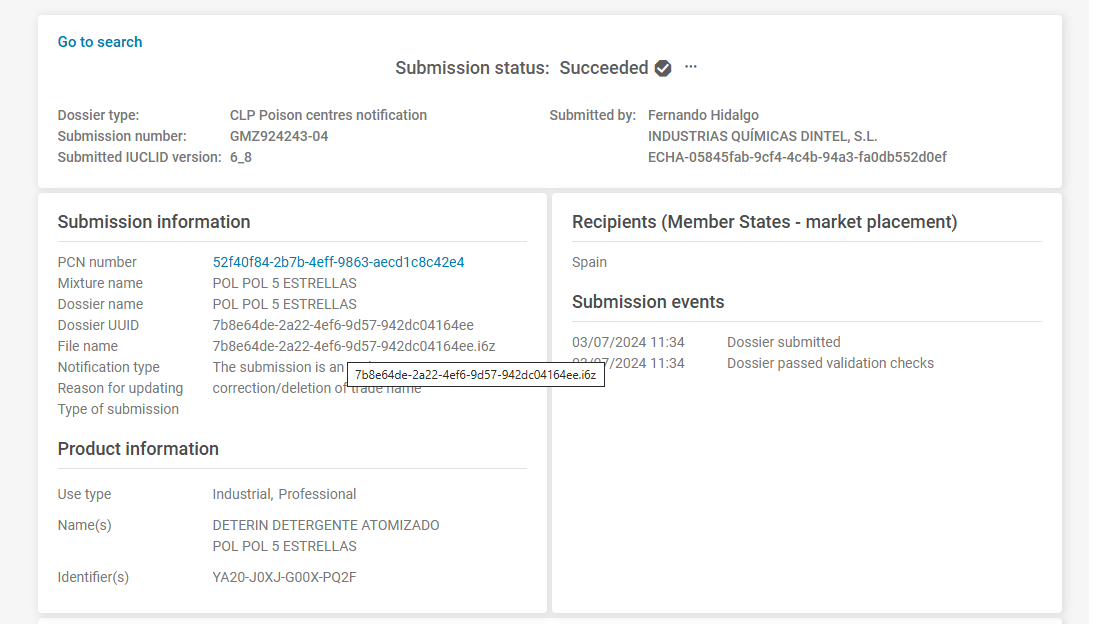 Go to search
Submission status: Succeeded ...
Dossier type: CLP Poison centres notification
Submission number: GMZ924243-04
Submitted IUCLID version: 6_8
Submitted by: Fernando Hidalgo
INDUSTRIAS QUÍMICAS DINTEL, S.L.
ECHA-05845fab-9cf4-4c4b-94a3-fa0db552d0ef
Submission information
PCN number 52f40f84-2b7b-4eff-9863-aecd1c8c42e4
Mixture name POL POL 5 ESTRELLAS
Dossier name POL POL 5 ESTRELLAS
Dossier UUID 7b8e64de-2a22-4ef6-9d57-942dc04164ee
File name 7b8e64de-2a22-4ef6-9d57-942dc04164ee.i6z
Notification type The submission is an
7b8e64de-2a22-4ef6-9d57-942dc04164ee.i6z
Reason for updating correction/deletion of trade name
Type of submission
Product information
Use type Industrial, Professional
Name(s) DETERIN DETERGENTE ATOMIZADO
POL POL 5 ESTRELLAS
Identifier(s) YA20-J0XJ-G00X-PQ2F
Recipients (Member States - market placement)
Spain
Submission events
03/07/2024 11:34 Dossier submitted
03/07/2024 11:34 Dossier passed validation checks